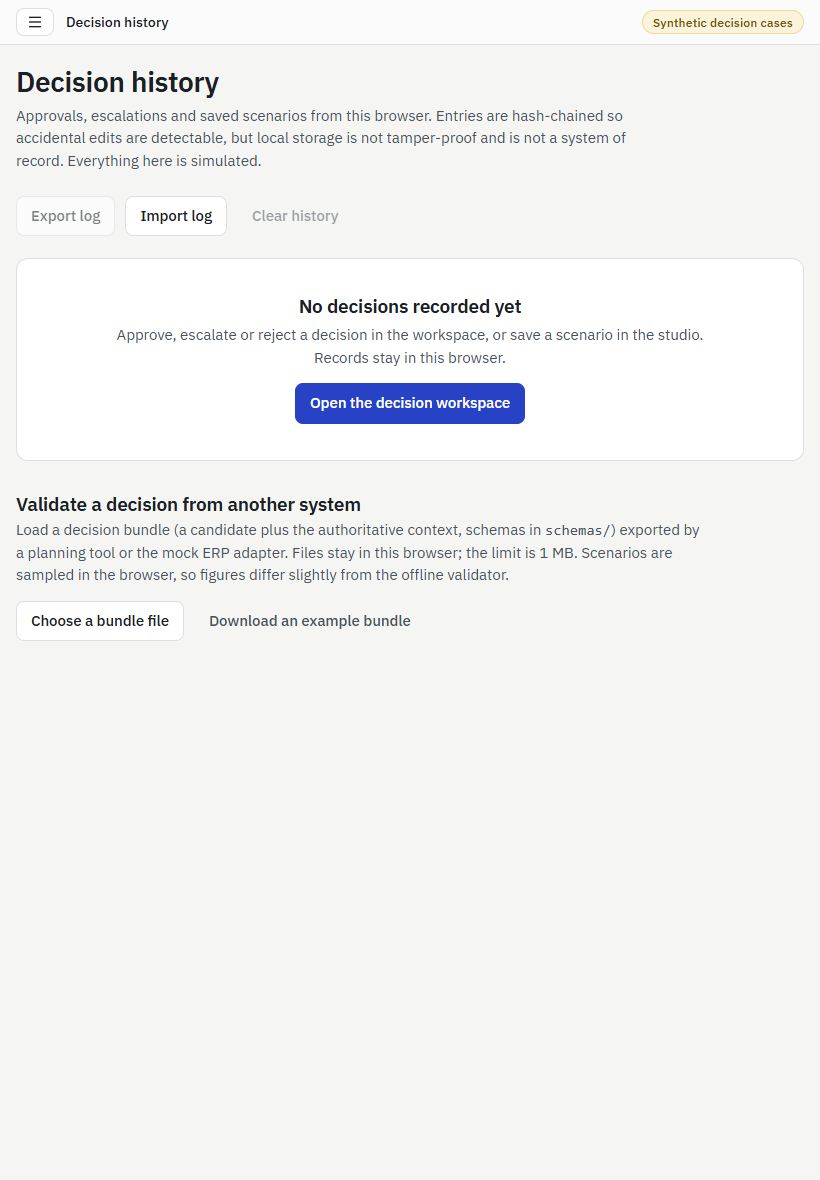 Decision history
Synthetic decision cases
Decision history
Approvals, escalations and saved scenarios from this browser. Entries are hash-chained so
accidental edits are detectable, but local storage is not tamper-proof and is not a system of
record. Everything here is simulated.
Export log
Import log
Clear history
No decisions recorded yet
Approve, escalate or reject a decision in the workspace, or save a scenario in the studio.
Records stay in this browser.
Open the decision workspace
Validate a decision from another system
Load a decision bundle (a candidate plus the authoritative context, schemas in schemas/) exported by
a planning tool or the mock ERP adapter. Files stay in this browser; the limit is 1 MB. Scenarios are
sampled in the browser, so figures differ slightly from the offline validator.
Choose a bundle file
Download an example bundle